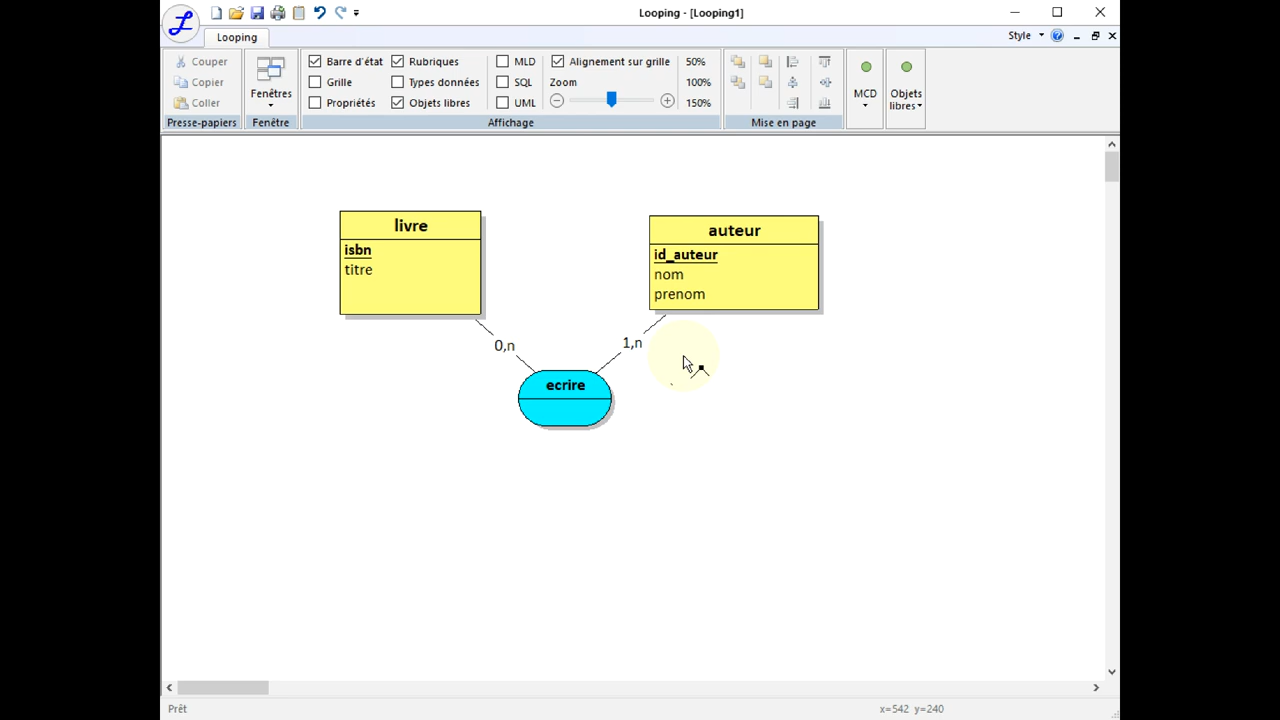 Looping - [Looping1]
Looping
Style
Couper
Copier
Coller
Presse-papiers
Fenêtres
Fenêtre
Barre d'état
Rubriques
MLD
Alignement sur grille
50%
Grille
Types données
SQL
Zoom
100%
Propriétés
Objets libres
UML
150%
Affichage
Mise en page
MCD
Objets
libres
livre
isbn
titre
auteur
id_auteur
nom
prenom
0,n
1,n
ecrire
Prêt
x=542 y=240